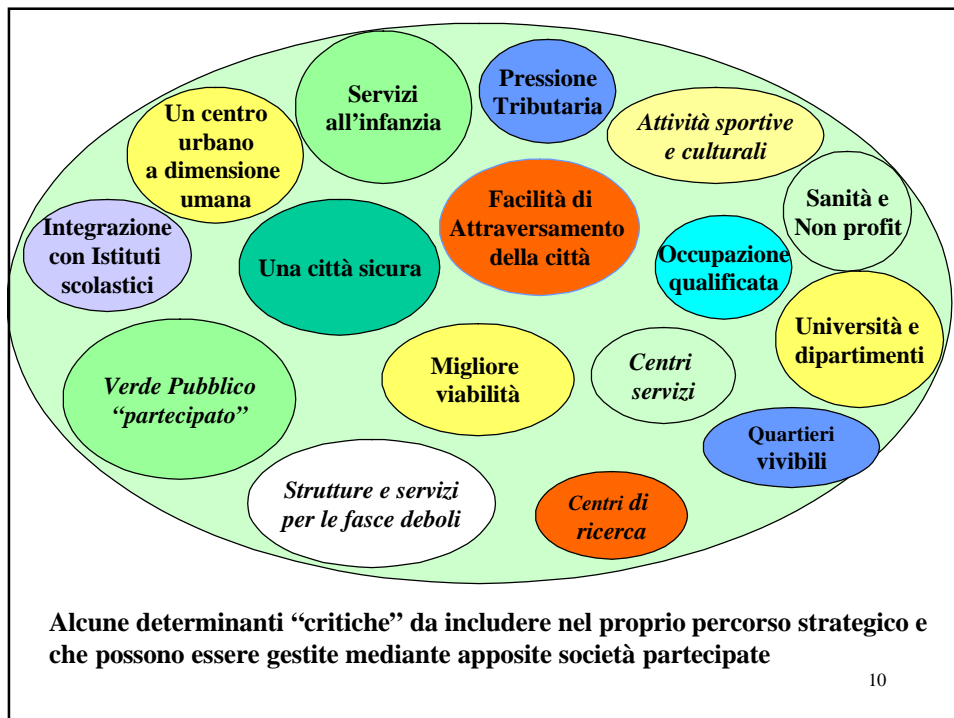 Servizi
all'infanzia
Pressione
Tributaria
Un centro
urbano
a dimensione
umana
Attività sportive
e culturali
Integrazione
con Istituti
scolastici
Una città sicura
Facilità di
Attraversamento
della città
Occupazione
qualificata
Sanità e
Non profit
Università e
dipartimenti
Verde Pubblico
“partecipato”
Migliore
viabilità
Centri
servizi
Quartieri
vivibili
Strutture e servizi
per le fasce deboli
Centri di
ricerca
Alcune determinanti “critiche” da includere nel proprio percorso strategico e
che possono essere gestite mediante apposite società partecipate
10